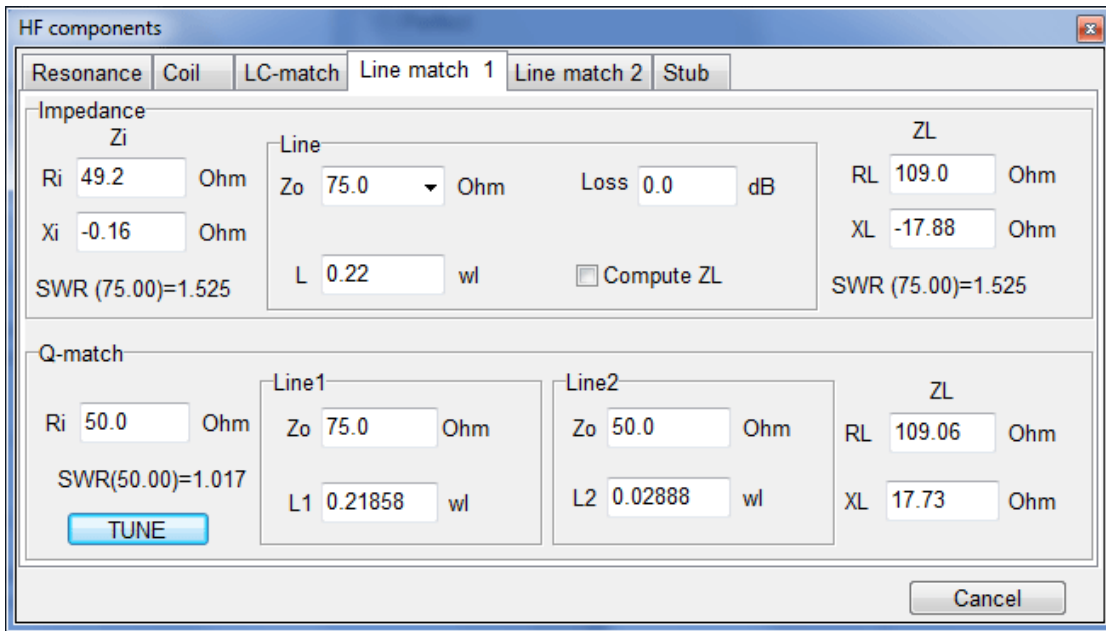 HF components
Resonance Coil LC-match Line match 1 Line match 2 Stub
Impedance
Zi
Ri 49.2 Ohm
Xi -0.16 Ohm
SWR (75.00)=1.525
Line
Zo 75.0 Ohm Loss 0.0 dB
L 0.22 wl Compute ZL
ZL
RL 109.0 Ohm
XL -17.88 Ohm
SWR (75.00)=1.525
Q-match
Ri 50.0 Ohm
SWR(50.00)=1.017
TUNE
Line1
Zo 75.0 Ohm
L1 0.21858 wl
Line2
Zo 50.0 Ohm
L2 0.02888 wl
ZL
RL 109.06 Ohm
XL 17.73 Ohm
Cancel